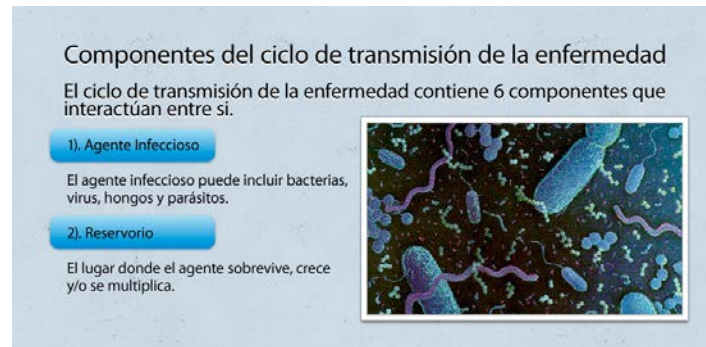 Componentes del ciclo de transmisión de la enfermedad
El ciclo de transmisión de la enfermedad contiene 6 componentes que
interactúan entre si.
1). Agente Infeccioso
El agente infeccioso puede incluir bacterias,
virus, hongos y parásitos.
2). Reservorio
El lugar donde el agente sobrevive, crece
y/o se multiplica.